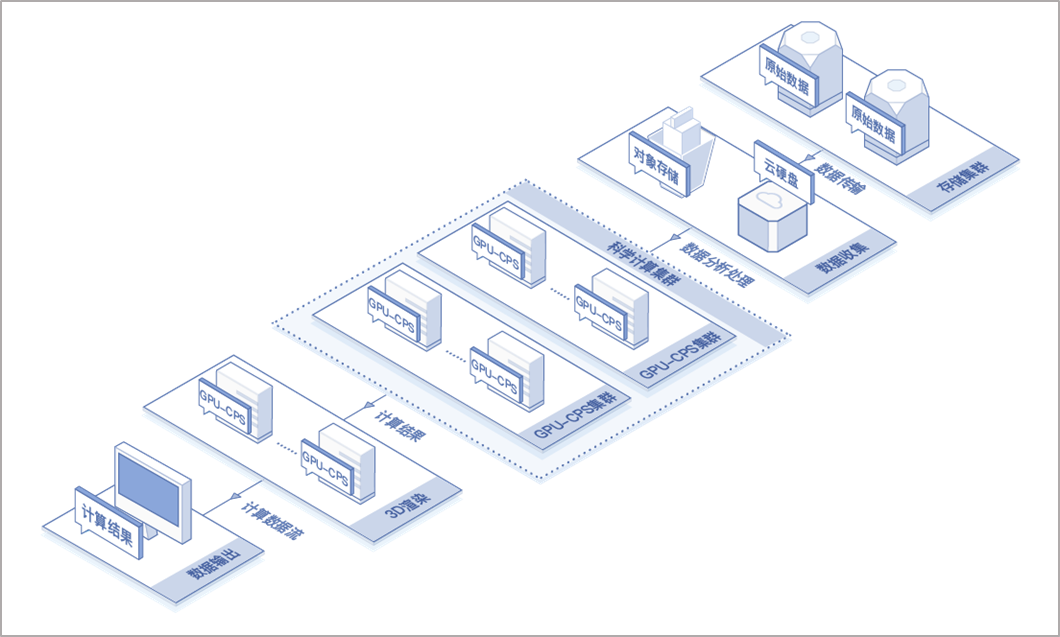 原始数据
原始数据
存储集群
数据传输
对象存储
云硬盘
数据收集
数据分析处理
科学计算集群
GPU-CPS
GPU-CPS
GPU-CPS集群
GPU-CPS
GPU-CPS
GPU-CPS集群
计算结果
GPU-CPS
GPU-CPS
3D渲染
计算数据流
计算结果
数据输出